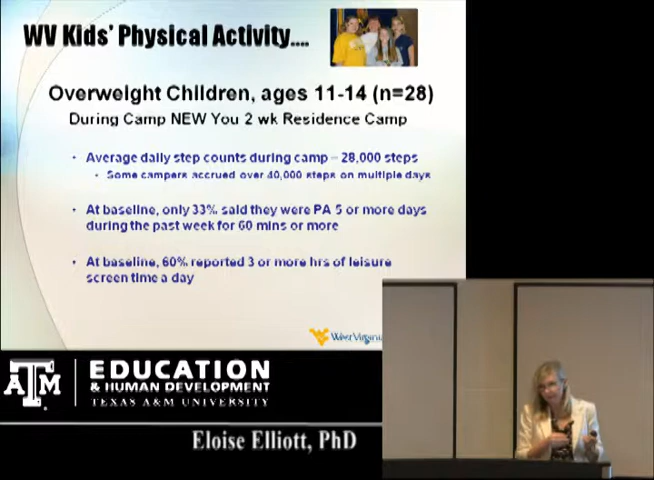 WV Kids' Physical Activity....
Overweight Children, ages 11-14 (n=28)
During Camp NEW You 2 wk Residence Camp
• Average daily step counts during camp – 28,000 steps
• Some campers accrued over 40,000 steps on multiple days
• At baseline, only 33% said they were PA 5 or more days
during the past week for 60 mins or more
• At baseline, 60% reported 3 or more hrs of leisure
screen time a day
WestVirginia
ATM
EDUCATION
& HUMAN DEVELOPMENT
TEXAS A&M UNIVERSITY
Eloise Elliott, PhD